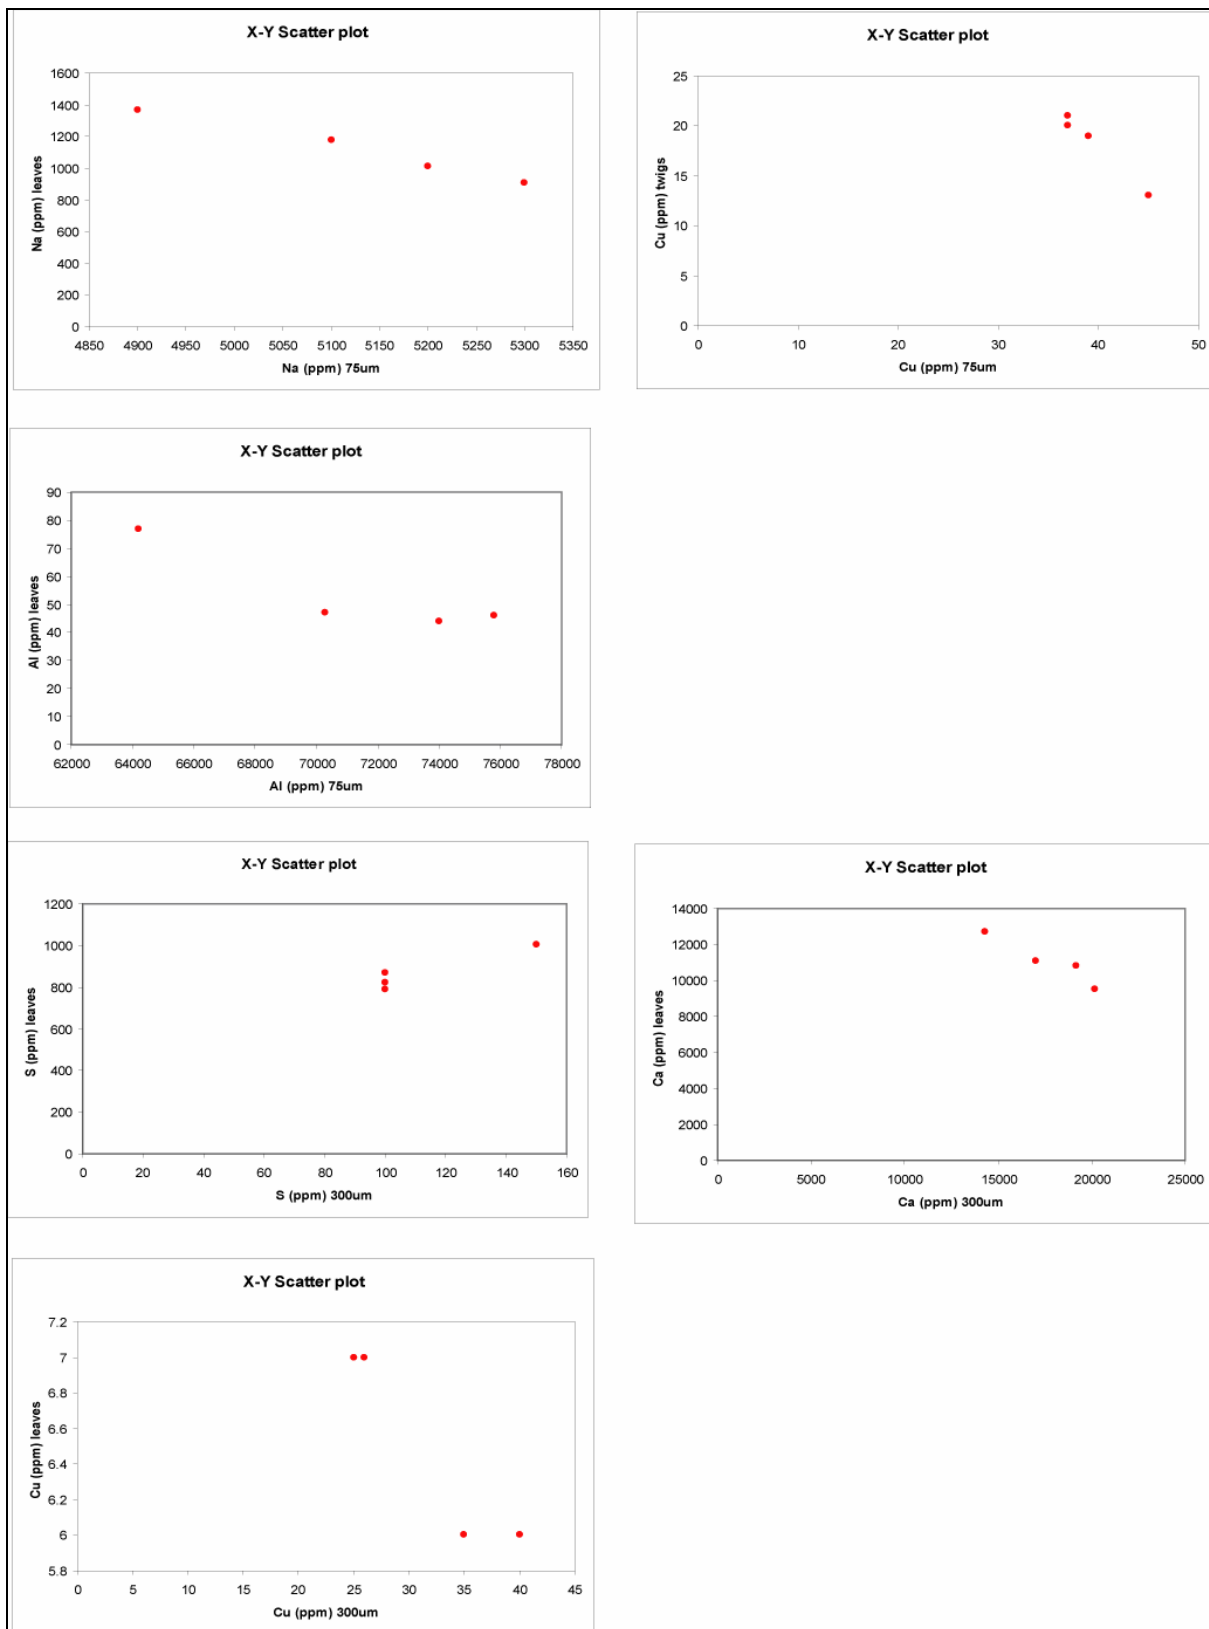 X-Y Scatter plot
1600
1400
1200
1000
800
600
400
200
0
Na (ppm) leaves
4850 4900 4950 5000 5050 5100 5150 5200 5250 5300 5350
Na (ppm) 75um
X-Y Scatter plot
25
20
15
10
5
0
Cu (ppm) twigs
0 10 20 30 40 50
Cu (ppm) 75um
X-Y Scatter plot
90
80
70
60
50
40
30
20
10
0
Al (ppm) leaves
62000 64000 66000 68000 70000 72000 74000 76000 78000
Al (ppm) 75um
X-Y Scatter plot
1200
1000
800
600
400
200
0
S (ppm) leaves
0 20 40 60 80 100 120 140 160
S (ppm) 300um
X-Y Scatter plot
14000
12000
10000
8000
6000
4000
2000
0
Ca (ppm) leaves
0 5000 10000 15000 20000 25000
Ca (ppm) 300um
X-Y Scatter plot
7.2
7
6.8
6.6
6.4
6.2
6
5.8
Cu (ppm) leaves
0 5 10 15 20 25 30 35 40 45
Cu (ppm) 300um